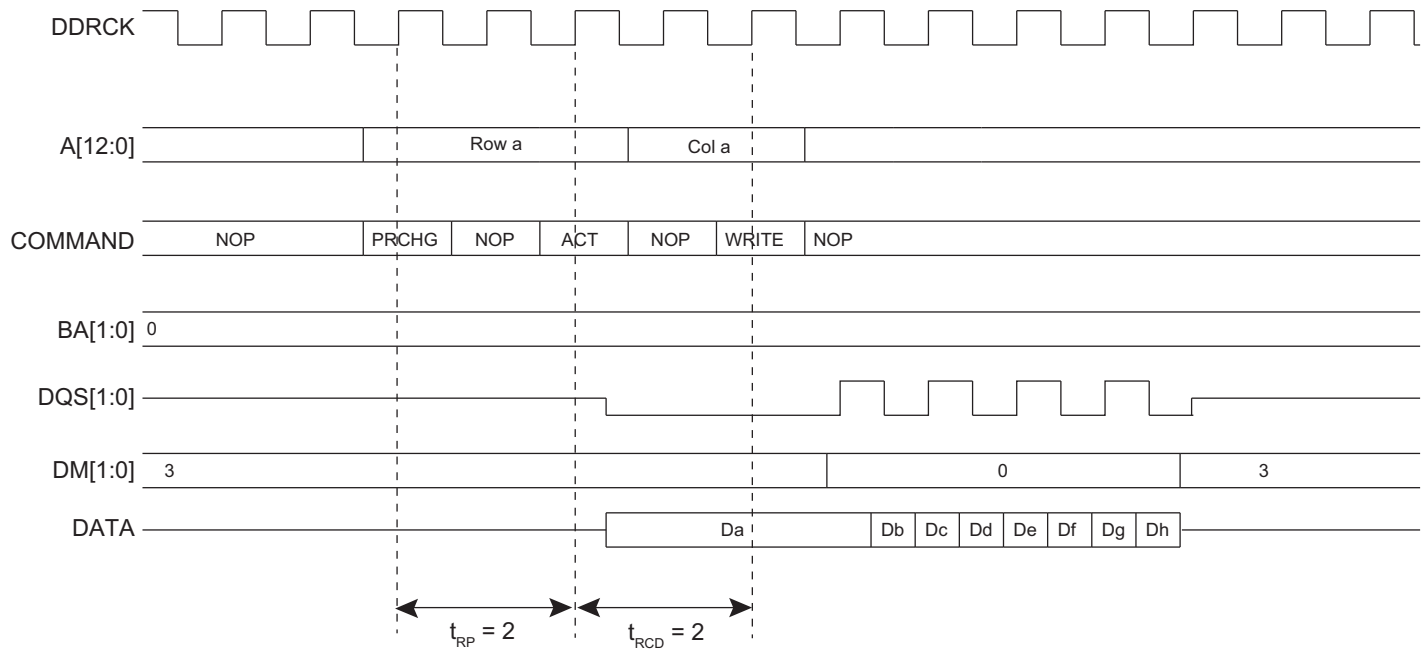 DDRCK
A[12:0] Row a Col a
COMMAND NOP PRCHG NOP ACT NOP WRITE NOP
BA[1:0] 0
DQS[1:0]
DM[1:0] 3 0 3
DATA Da Db Dc Dd De Df Dg Dh
tRP = 2 tRCD = 2